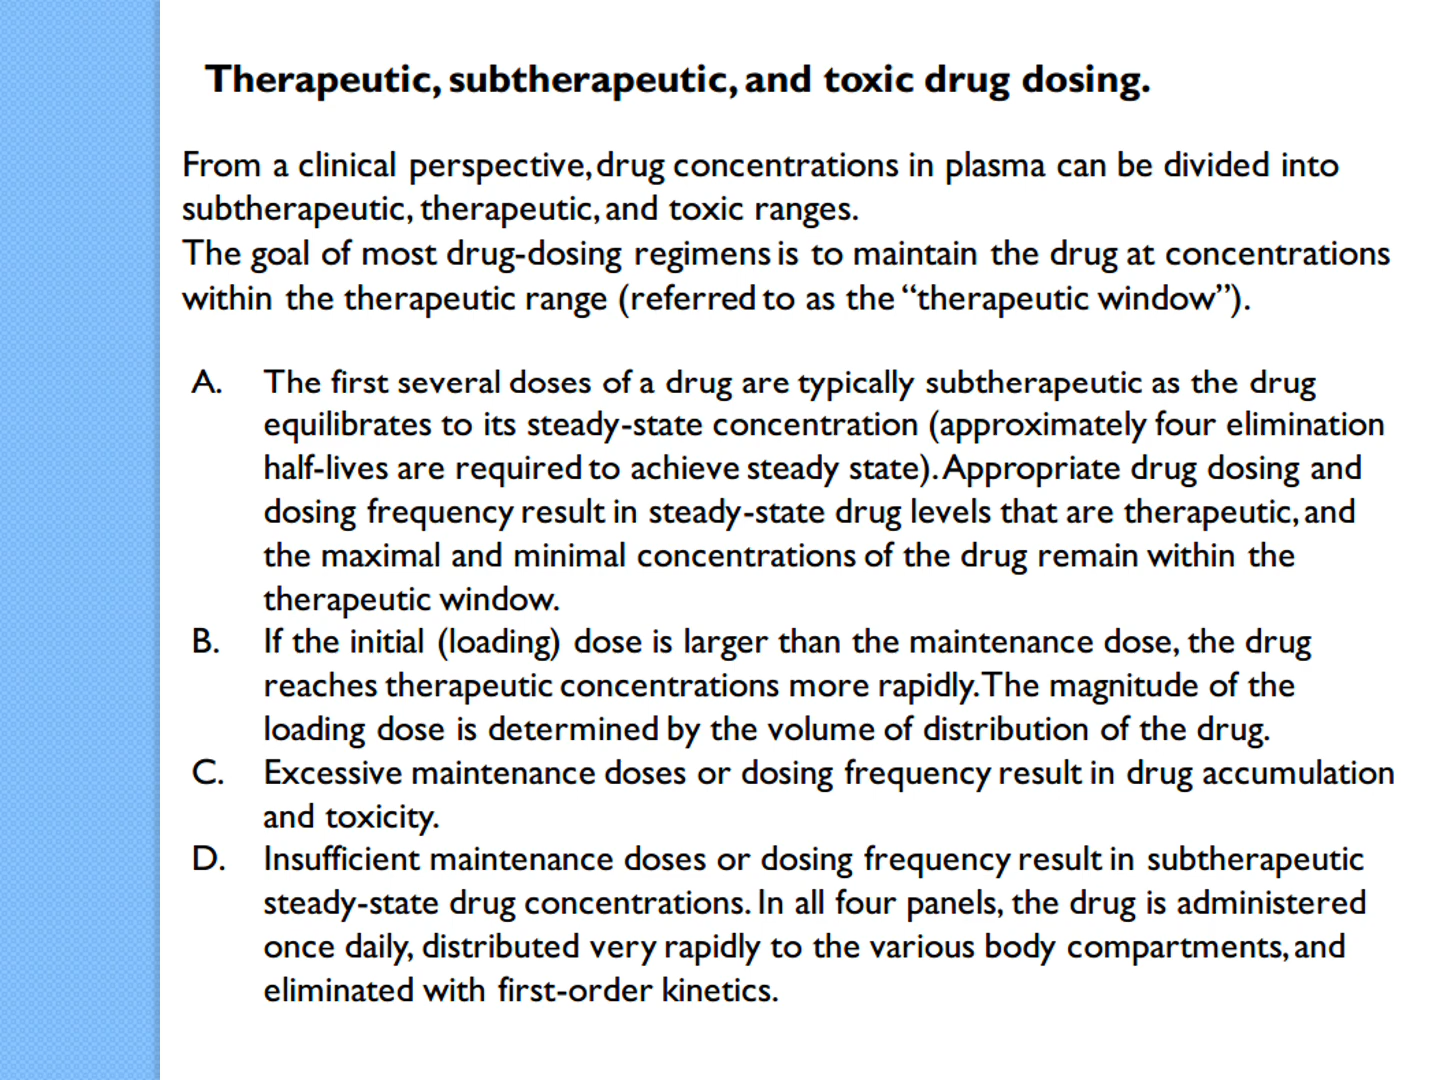 Therapeutic, subtherapeutic, and toxic drug dosing.
From a clinical perspective, drug concentrations in plasma can be divided into
subtherapeutic, therapeutic, and toxic ranges.
The goal of most drug-dosing regimens is to maintain the drug at concentrations
within the therapeutic range (referred to as the “therapeutic window”).
A. The first several doses of a drug are typically subtherapeutic as the drug
equilibrates to its steady-state concentration (approximately four elimination
half-lives are required to achieve steady state). Appropriate drug dosing and
dosing frequency result in steady-state drug levels that are therapeutic, and
the maximal and minimal concentrations of the drug remain within the
therapeutic window.
B. If the initial (loading) dose is larger than the maintenance dose, the drug
reaches therapeutic concentrations more rapidly. The magnitude of the
loading dose is determined by the volume of distribution of the drug.
C. Excessive maintenance doses or dosing frequency result in drug accumulation
and toxicity.
D. Insufficient maintenance doses or dosing frequency result in subtherapeutic
steady-state drug concentrations. In all four panels, the drug is administered
once daily, distributed very rapidly to the various body compartments, and
eliminated with first-order kinetics.